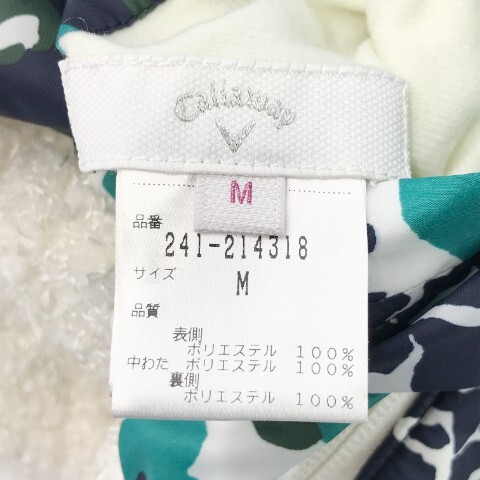 Callaway
M
品番
241-214318
サイズ
M
品質
表側
ポリエステル 100%
中わた ポリエステル 100%
裏側
ポリエステル 100%